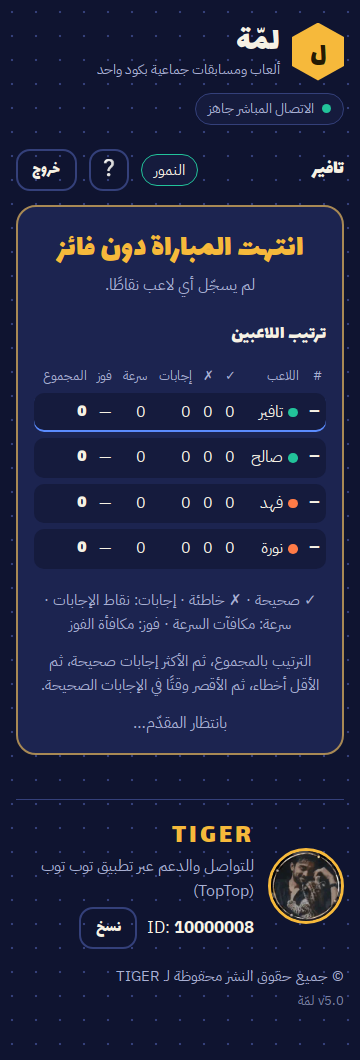 ل
لمّة
ألعاب ومسابقات جماعية بكود واحد
الاتصال المباشر جاهز
تافير النمور ? خروج
انتهت المباراة دون فائز
لم يسجّل أي لاعب نقاطًا.
ترتيب اللاعبين
# اللاعب ✓ ✗ إجابات سرعة فوز المجموع
— تافير 0 0 0 0 — 0
— صالح 0 0 0 0 — 0
— فهد 0 0 0 0 — 0
— نورة 0 0 0 0 — 0
✓ صحيحة · ✗ خاطئة · إجابات: نقاط الإجابات ·
سرعة: مكافآت السرعة · فوز: مكافأة الفوز
الترتيب بالمجموع، ثم الأكثر إجابات صحيحة، ثم
الأقل أخطاء، ثم الأقصر وقتًا في الإجابات الصحيحة.
بانتظار المقدّم...
TIGER
للتواصل والدعم عبر تطبيق توب توب
(TopTop)
ID: 10000008 نسخ
© جميع حقوق النشر محفوظة لـ TIGER
لمّة v5.0